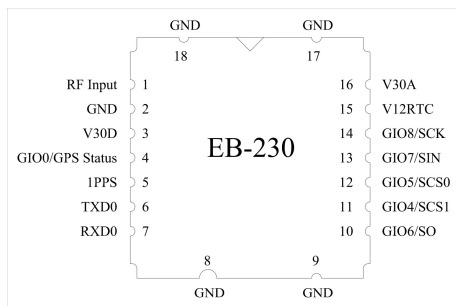 GND GND
18 17
RF Input 1 16 V30A
GND 2 15 V12RTC
V30D 3 14 GIO8/SCK
GIO0/GPS Status 4 EB-230 13 GIO7/SIN
1PPS 5 12 GIO5/SCS0
TXD0 6 11 GIO4/SCS1
RXD0 7 10 GIO6/SO
8 9
GND GND